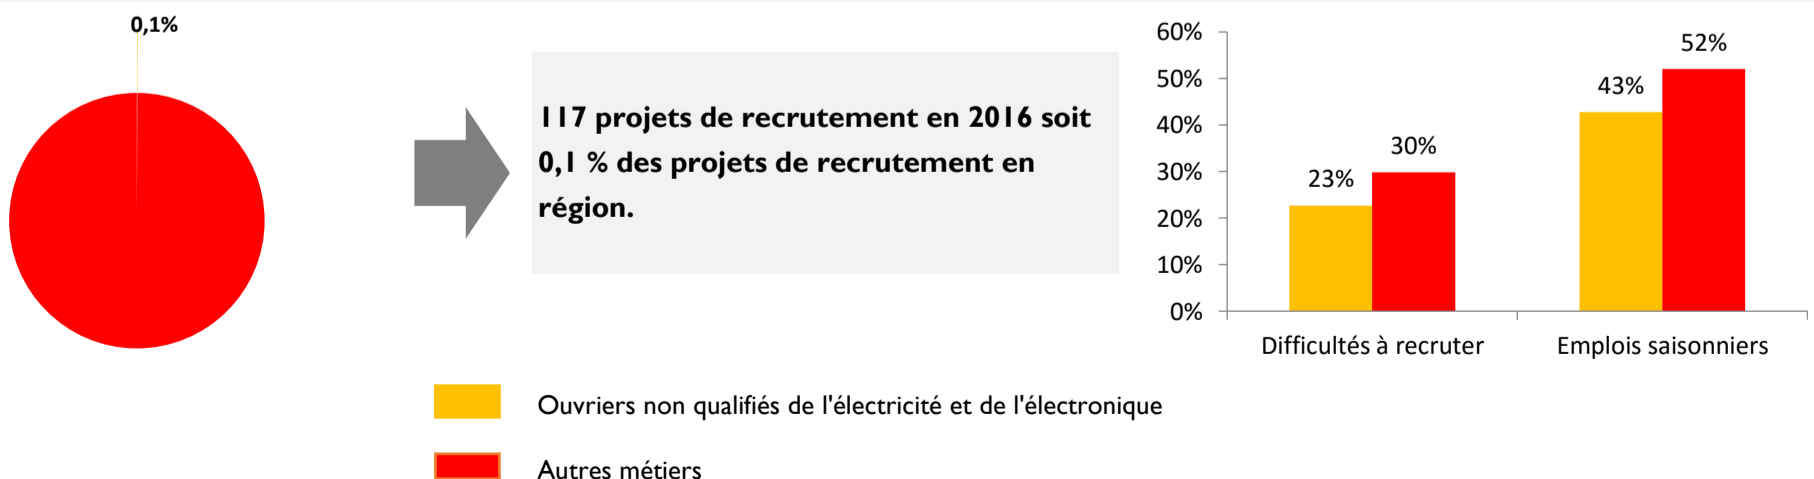 0,1%
117 projets de recrutement en 2016 soit
0,1 % des projets de recrutement en
région.
60%
50%
40%
30%
20%
10%
0%
23%
30%
43%
52%
Difficultés à recruter
Emplois saisonniers
Ouvriers non qualifiés de l'électricité et de l'électronique
Autres métiers